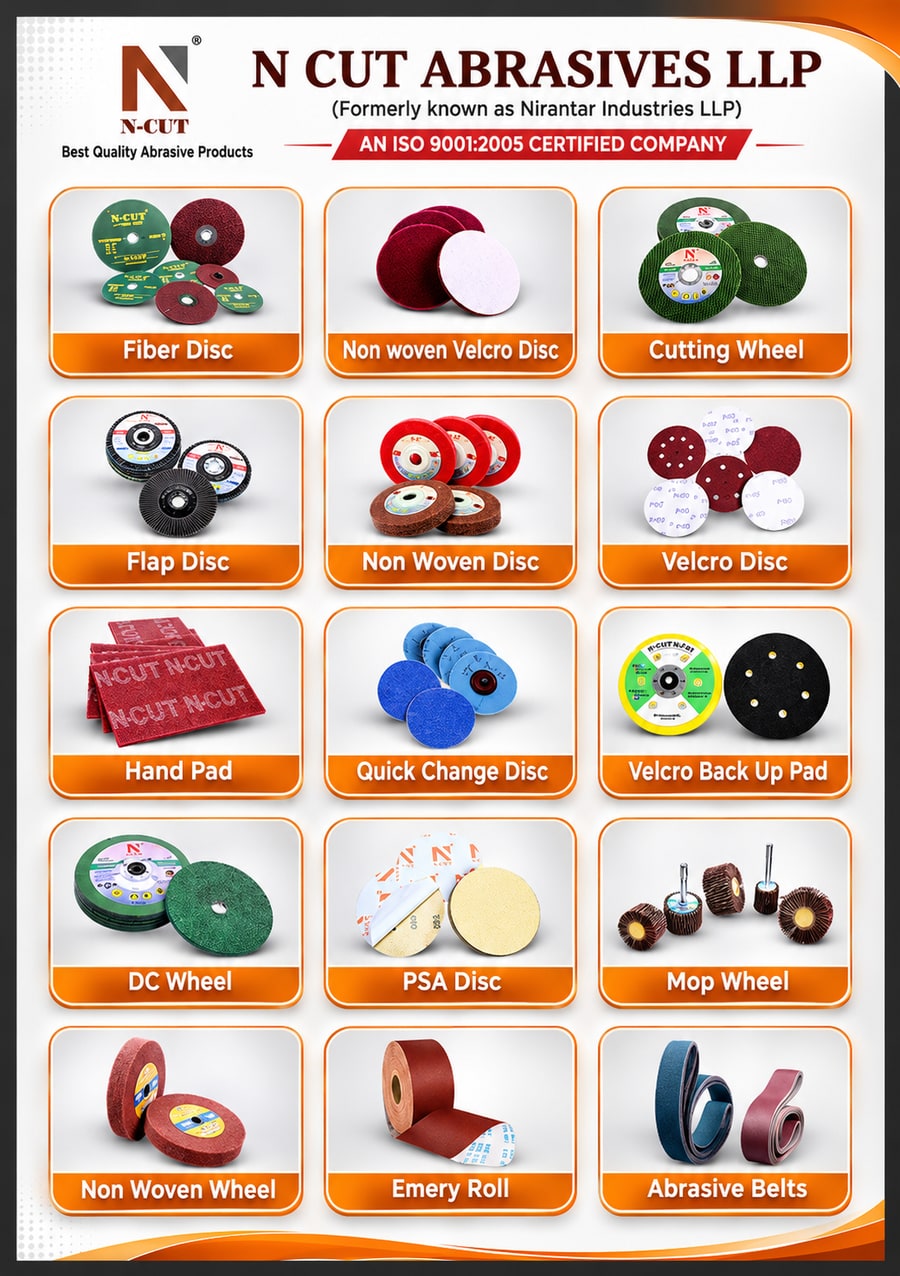 ®
N-CUT
Best Quality Abrasive Products
N CUT ABRASIVES LLP
(Formerly known as Nirantar Industries LLP)
AN ISO 9001:2005 CERTIFIED COMPANY
N-CUT
Fiber Disc
Non woven Velcro Disc
Cutting Wheel
Flap Disc
Non Woven Disc
Velcro Disc
N-CUT N-CUT
N-CUT N-CUT
Hand Pad
Quick Change Disc
Velcro Back Up Pad
DC Wheel
PSA Disc
Mop Wheel
Non Woven Wheel
Emery Roll
Abrasive Belts